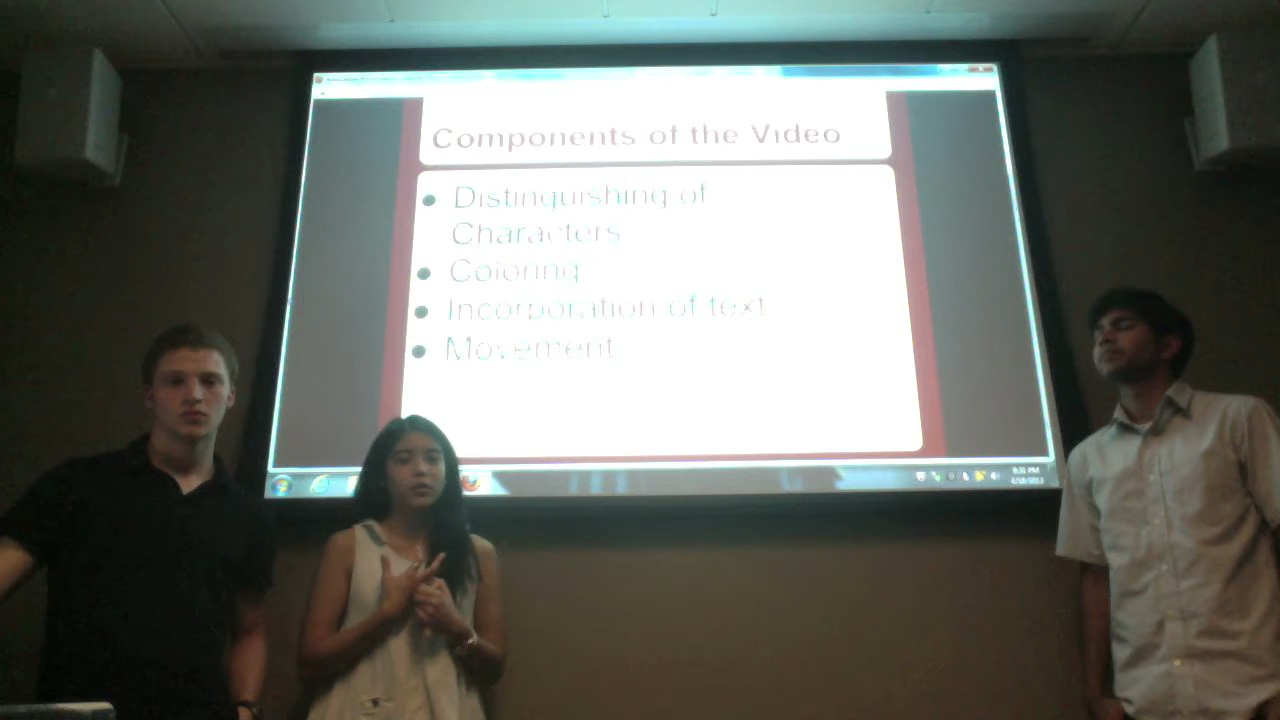 Components of the Video
Distinguishing of
Characters
Coloring
Incorporation of text
Movement